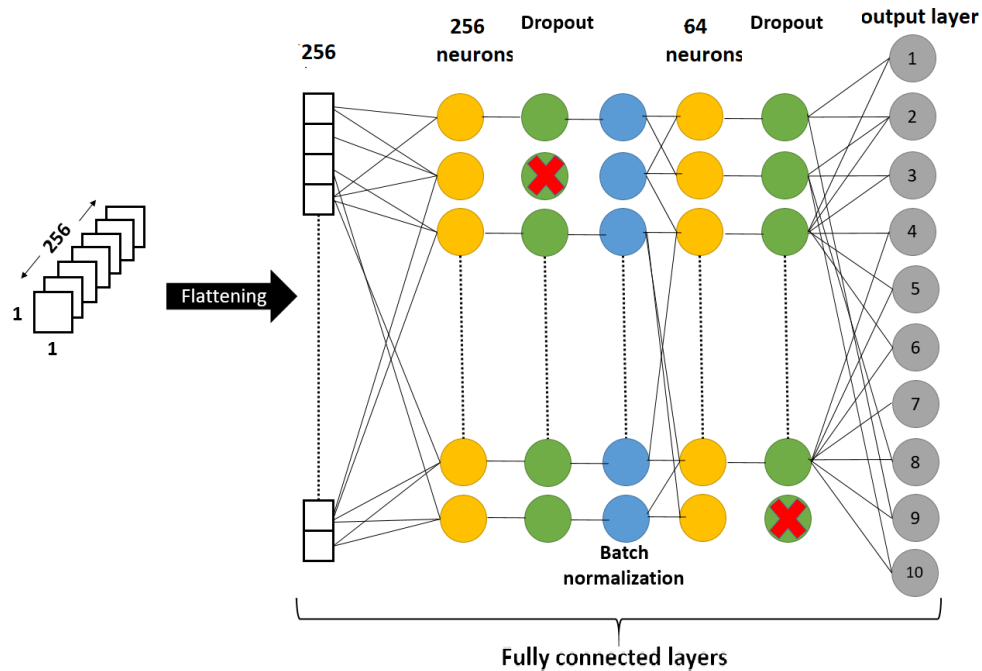 256
1
1
Flattening
256
256
neurons
Dropout
Batch
normalization
64
neurons
Dropout
output layer
1
2
3
4
5
6
7
8
9
10
Fully connected layers